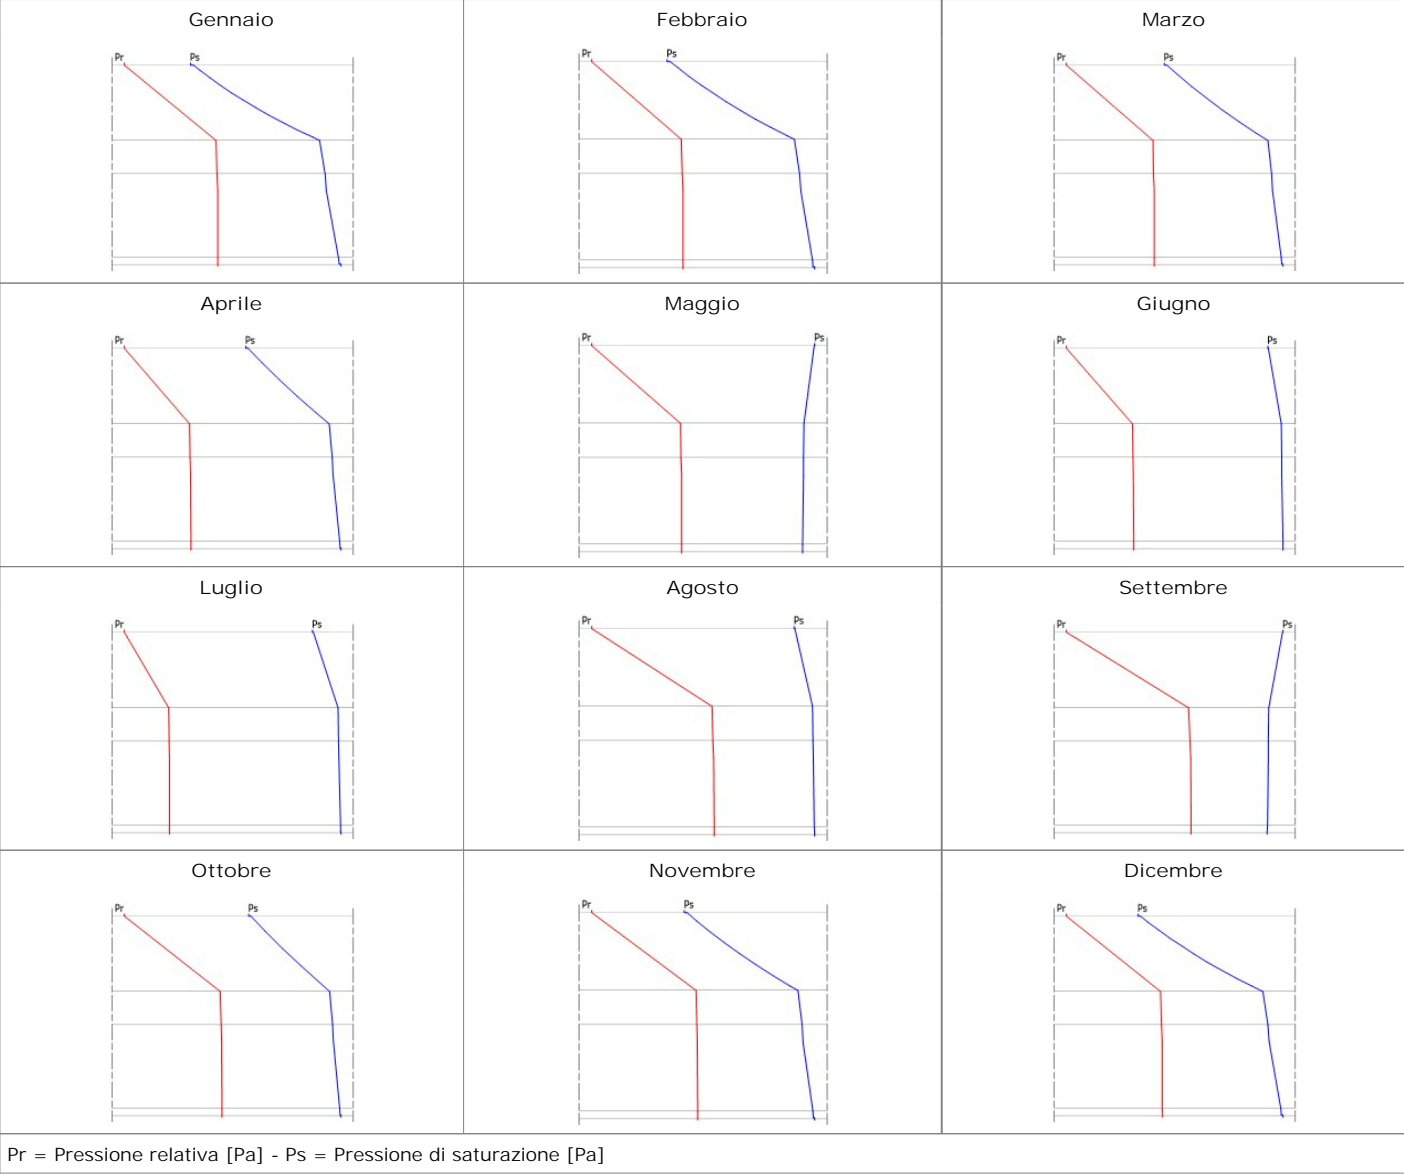 Gennaio Febbraio Marzo
Pr Ps Pr Ps Pr Ps
Aprile Maggio Giugno
Pr Ps Pr Ps Pr Ps
Luglio Agosto Settembre
Pr Ps Pr Ps Pr Ps
Ottobre Novembre Dicembre
Pr Ps Pr Ps Pr Ps
Pr = Pressione relativa [Pa] - Ps = Pressione di saturazione [Pa]